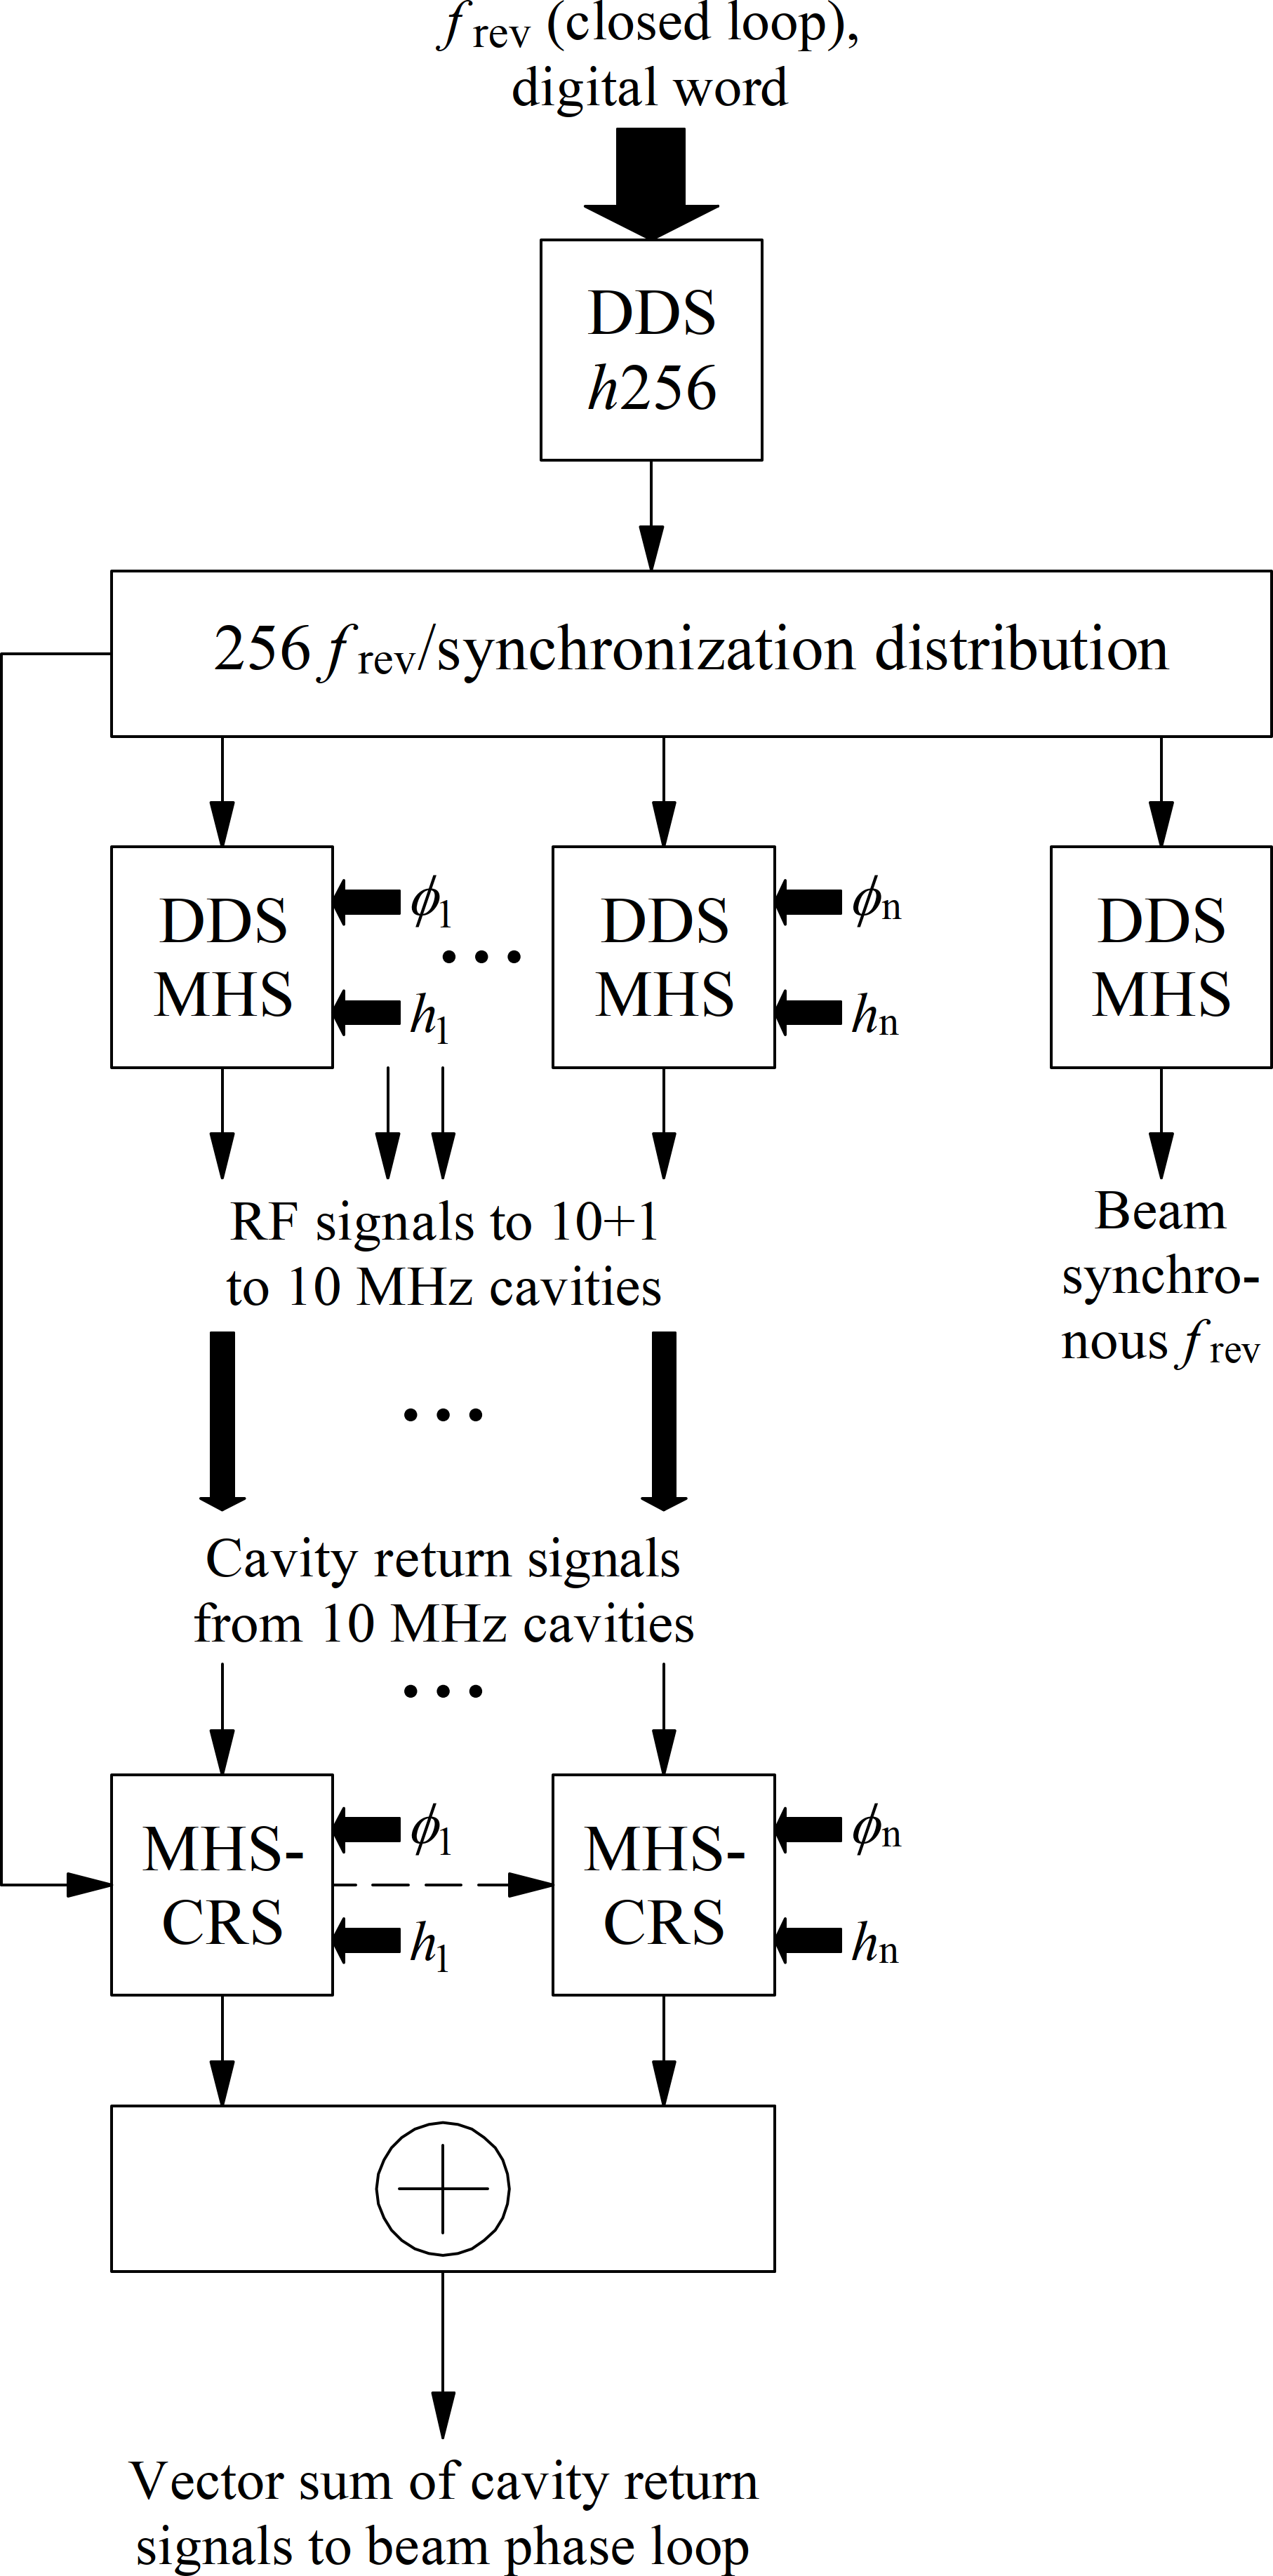 f rev (closed loop),
digital word
DDS
h256
256 f rev/synchronization distribution
DDS
MHS
ϕ1
h1
...
DDS
MHS
ϕn
hn
DDS
MHS
RF signals to 10+1
to 10 MHz cavities
Beam
synchro-
nous f rev
...
Cavity return signals
from 10 MHz cavities
...
MHS-
CRS
ϕ1
h1
MHS-
CRS
ϕn
hn
Vector sum of cavity return
signals to beam phase loop